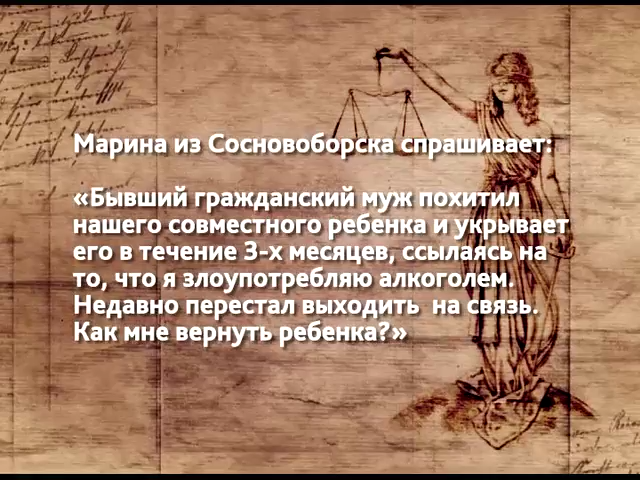 Марина из Сосновоборска спрашивает:
«Бывший гражданский муж похитил
нашего совместного ребенка и укрывает
его в течение 3-х месяцев, ссылаясь на
то, что я злоупотребляю алкоголем.
Недавно перестал выходить на связь.
Как мне вернуть ребенка?»